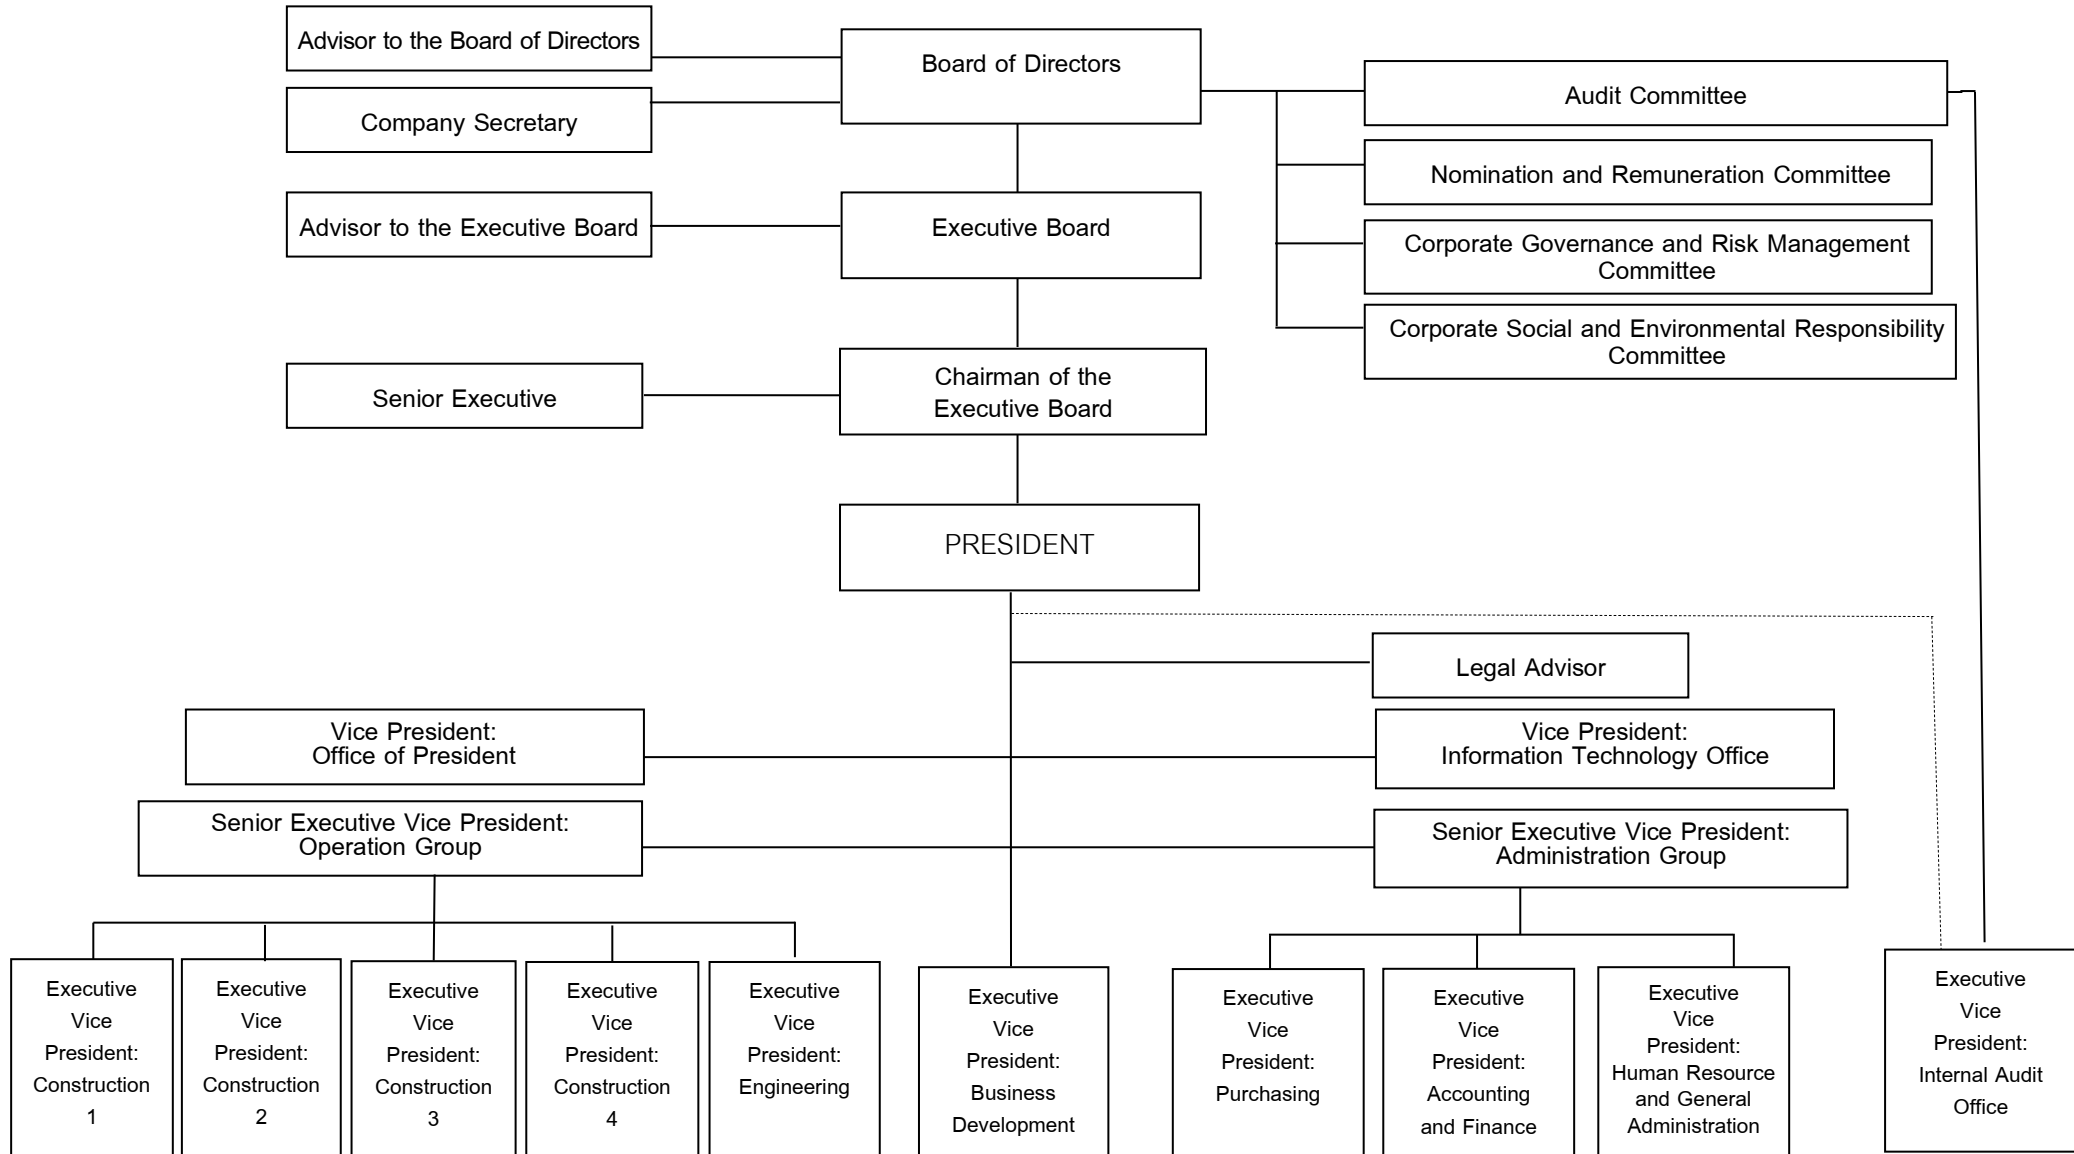 Advisor to the Board of Directors
Board of Directors
Company Secretary
Audit Committee
Nomination and Remuneration Committee
Advisor to the Executive Board
Executive Board
Corporate Governance and Risk Management
Committee
Corporate Social and Environmental Responsibility
Committee
Senior Executive
Chairman of the
Executive Board
PRESIDENT
Legal Advisor
Vice President:
Office of President
Vice President:
Information Technology Office
Senior Executive Vice President:
Operation Group
Senior Executive Vice President:
Administration Group
Executive
Vice
President:
Construction
1
Executive
Vice
President:
Construction
2
Executive
Vice
President:
Construction
3
Executive
Vice
President:
Construction
4
Executive
Vice
President:
Engineering
Executive
Vice
President:
Business
Development
Executive
Vice
President:
Purchasing
Executive
Vice
President:
Accounting
and Finance
Executive
Vice
President:
Human Resource
and General
Administration
Executive
Vice
President:
Internal Audit
Office